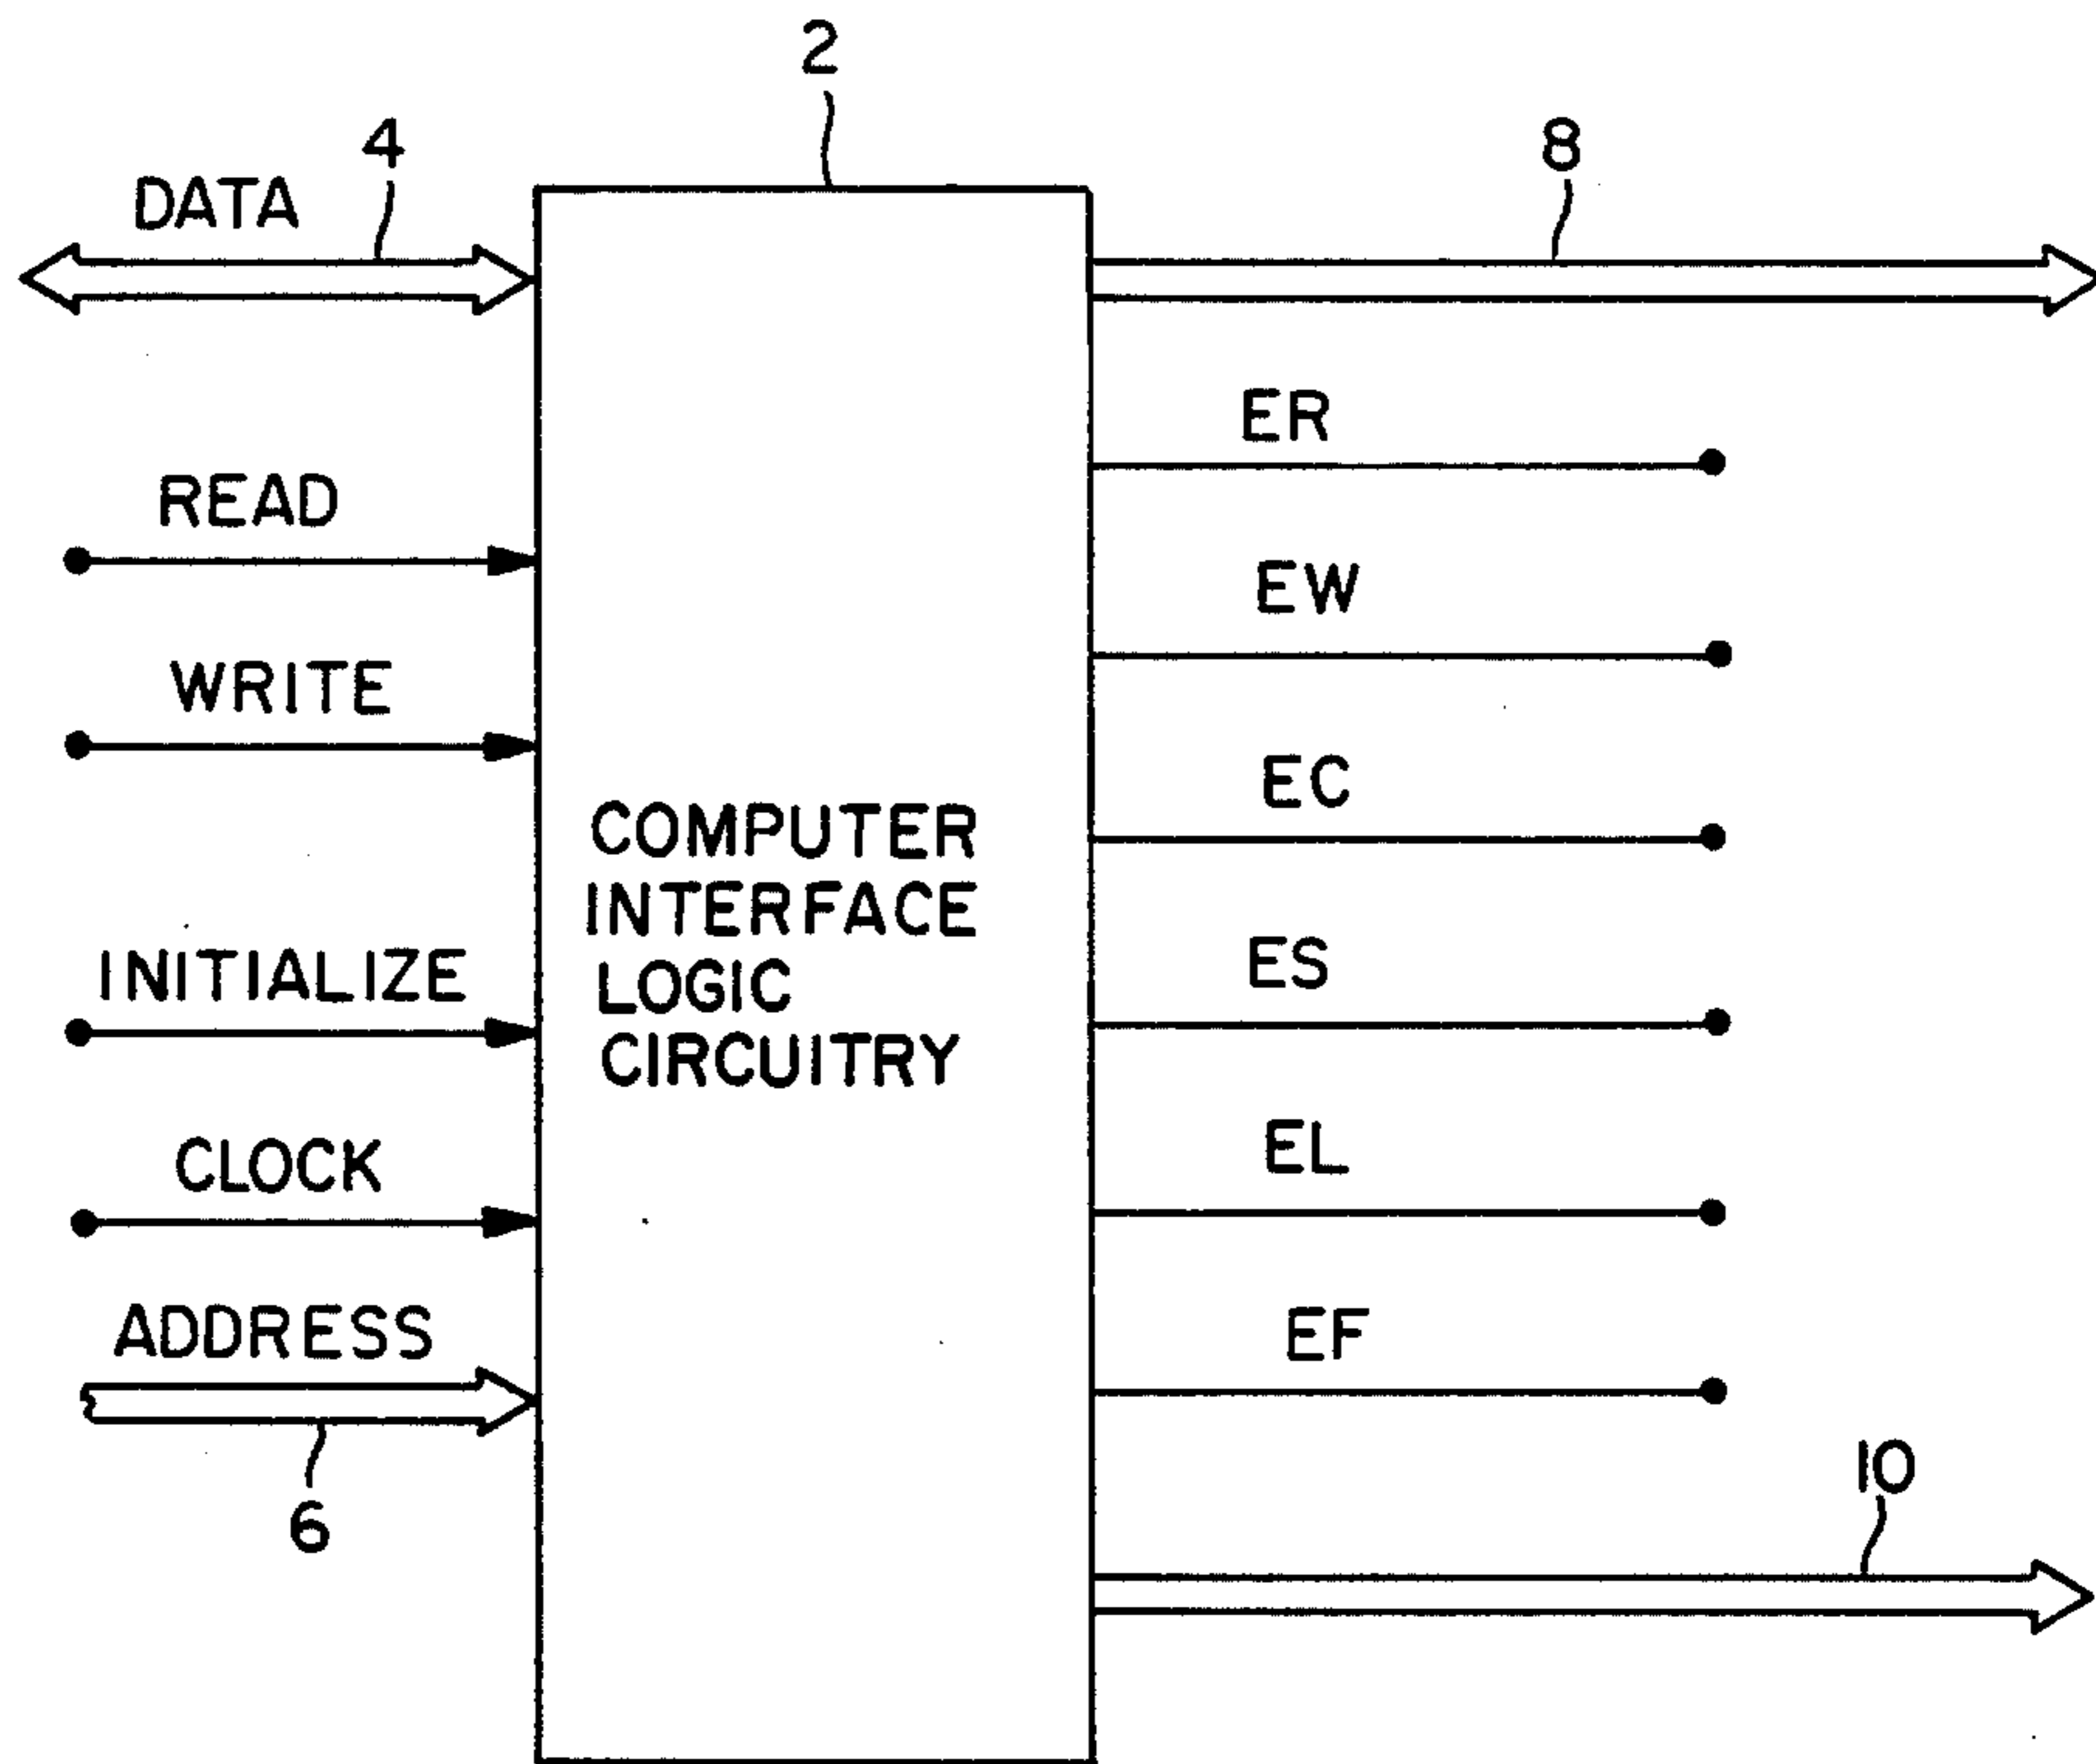 2
4
8
DATA
ER
READ
EW
WRITE
EC
COMPUTER
INTERFACE
LOGIC
CIRCUITRY
INITIALIZE
ES
CLOCK
EL
ADDRESS
EF
6
10